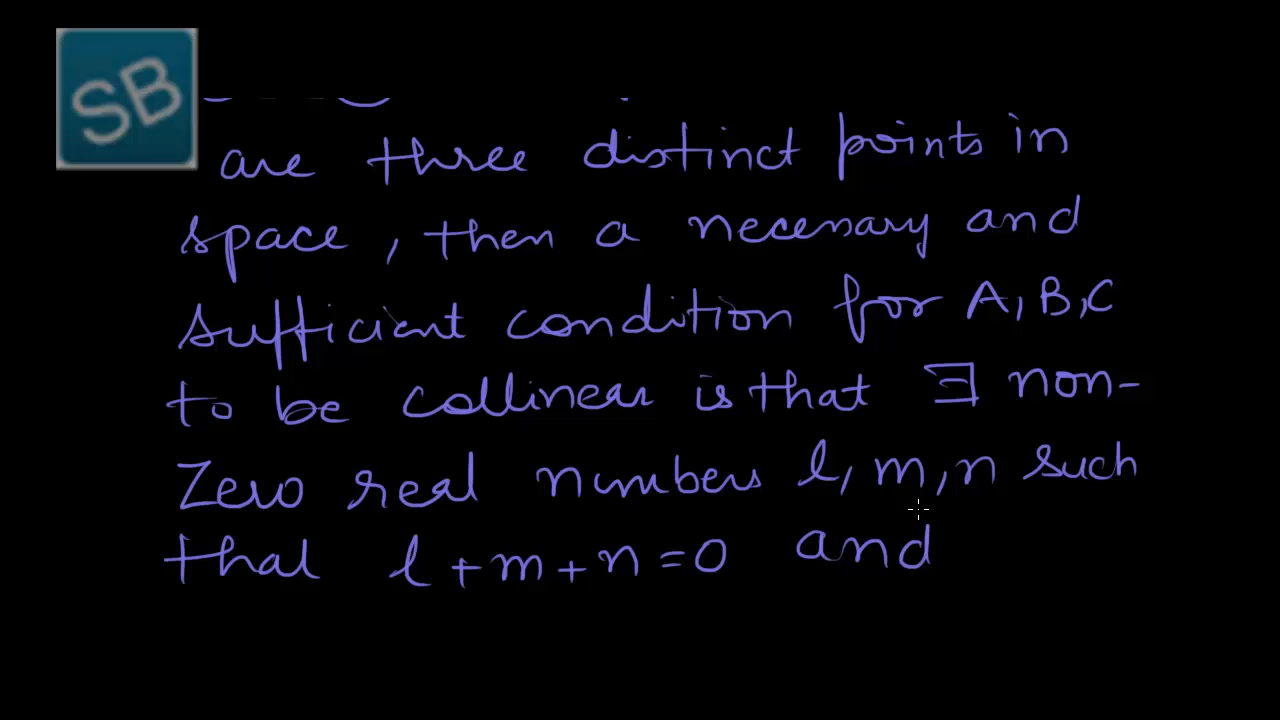 SB
are three distinct points in
space, then a necessary and
sufficient condition for A, B, C
to be collinear is that ∃ non-
zero real numbers l, m, n such
that l + m + n = 0 and